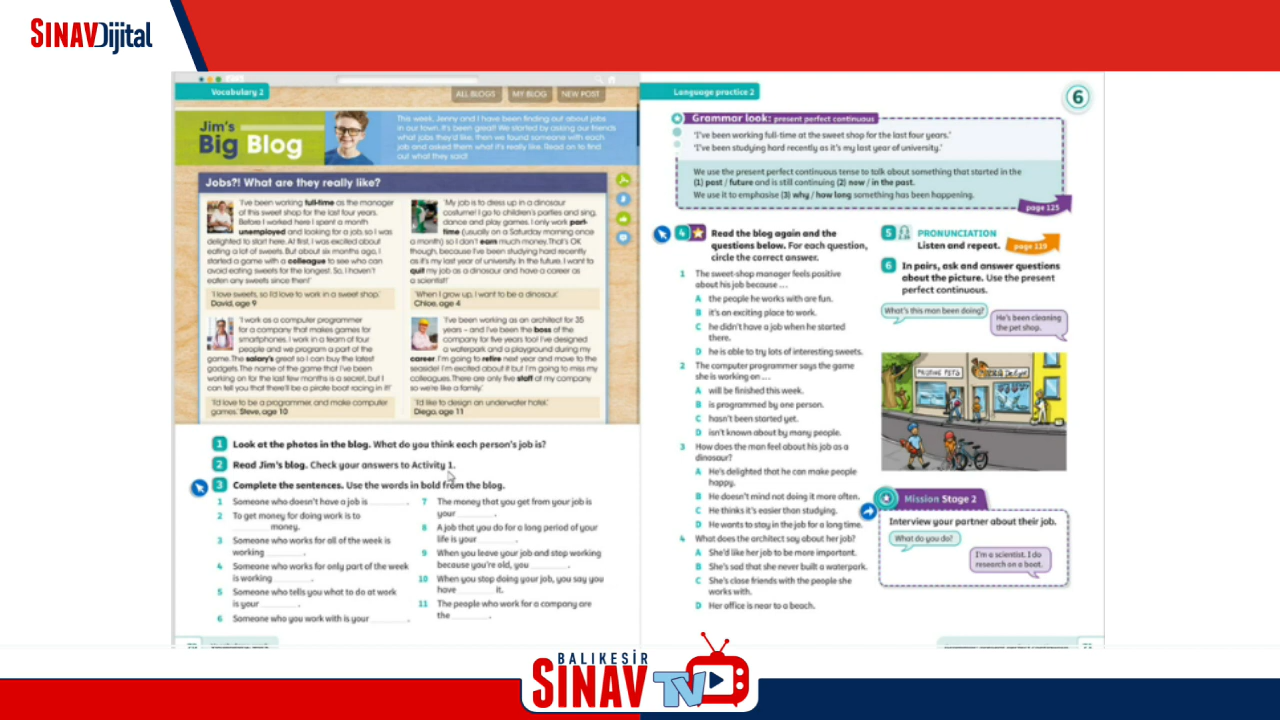 SINAV Dijital
Vocabulary 2
ALL BLOGS
MY BLOG
NEW POST
Jim's
Big Blog
This week, Jenny and I have been finding out about jobs
in our town. It's been great! We started by asking our friends
what jobs they'd like, then we found someone with each
job and asked them what it's really like. Read on to find
out what they said!
Jobs?! What are they really like?
'I've been working full-time as the manager
of this sweet shop for the last four years.
Before I worked here I spent a month
unemployed and looking for a job, so I was
delighted to start here. At first, I was excited about
eating a lot of sweets. But about six months ago, I
started a game with a colleague to see who can
avoid eating sweets for the longest. So, I haven't
eaten any sweets since then!'
'I love sweets, so I'd love to work in a sweet shop.'
David, age 9
'My job is to dress up in a dinosaur
costume! I go to children's parties and sing,
dance and play games. I only work part-
time (usually on a Saturday morning once
a month) so I don't earn much money. That's OK
though, because I've been studying hard recently
as it's my last year of university. In the future, I want to
quit my job as a dinosaur and have a career as
a scientist!'
'When I grow up, I want to be a dinosaur.'
Chloe, age 4
'I work as a computer programmer
for a company that makes games for
smartphones. I work in a team of four
people and we program a part of the
game. The salary's great so I can buy the latest
gadgets. The name of the game that I've been
working on for the last few months is a secret, but I
can tell you that there'll be a pirate boat racing in it!'
'I'd love to be a programmer, and make computer
games.' Steve, age 10
'I've been working as an architect for 35
years – and I've been the boss of the
company for five years too! I've designed
a waterpark and a playground during my
career. I'm going to retire next year and move to the
seaside! I'm excited about it but I'm going to miss my
colleagues. There are only five staff at my company
so we're like a family.'
'I'd like to design an underwater hotel.'
Diego, age 11
1 Look at the photos in the blog. What do you think each person's job is?
2 Read Jim's blog. Check your answers to Activity 1.
3 Complete the sentences. Use the words in bold from the blog.
1 Someone who doesn't have a job is ________.
2 To get money for doing work is to
________ money.
3 Someone who works for all of the week is
working ________.
4 Someone who works for only part of the week
is working ________.
5 Someone who tells you what to do at work
is your ________.
6 Someone who you work with is your ________.
7 The money that you get from your job is
your ________.
8 A job that you do for a long period of your
life is your ________.
9 When you leave your job and stop working
because you're old, you ________.
10 When you stop doing your job, you say you
have ________ it.
11 The people who work for a company are
the ________.
Language practice 2
6
Grammar look: present perfect continuous
'I've been working full-time at the sweet shop for the last four years.'
'I've been studying hard recently as it's my last year of university.'
We use the present perfect continuous tense to talk about something that started in the
(1) past / future and is still continuing (2) now / in the past.
We use it to emphasise (3) why / how long something has been happening.
page 125
4 Read the blog again and the
questions below. For each question,
circle the correct answer.
1 The sweet-shop manager feels positive
about his job because ...
A the people he works with are fun.
B it's an exciting place to work.
C he didn't have a job when he started
there.
D he is able to try lots of interesting sweets.
2 The computer programmer says the game
she is working on ...
A will be finished this week.
B is programmed by one person.
C hasn't been started yet.
D isn't known about by many people.
3 How does the man feel about his job as a
dinosaur?
A He's delighted that he can make people
happy.
B He doesn't mind not doing it more often.
C He thinks it's easier than studying.
D He wants to stay in the job for a long time.
4 What does the architect say about her job?
A She'd like her job to be more important.
B She's sad that she never built a waterpark.
C She's close friends with the people she
works with.
D Her office is near to a beach.
5 PRONUNCIATION
Listen and repeat.
page 119
6 In pairs, ask and answer questions
about the picture. Use the present
perfect continuous.
What's this man been doing?
He's been cleaning
the pet shop.
Mission Stage 2
Interview your partner about their job.
What do you do?
I'm a scientist. I do
research on a boat.
BALIKESİR
SINAV TV